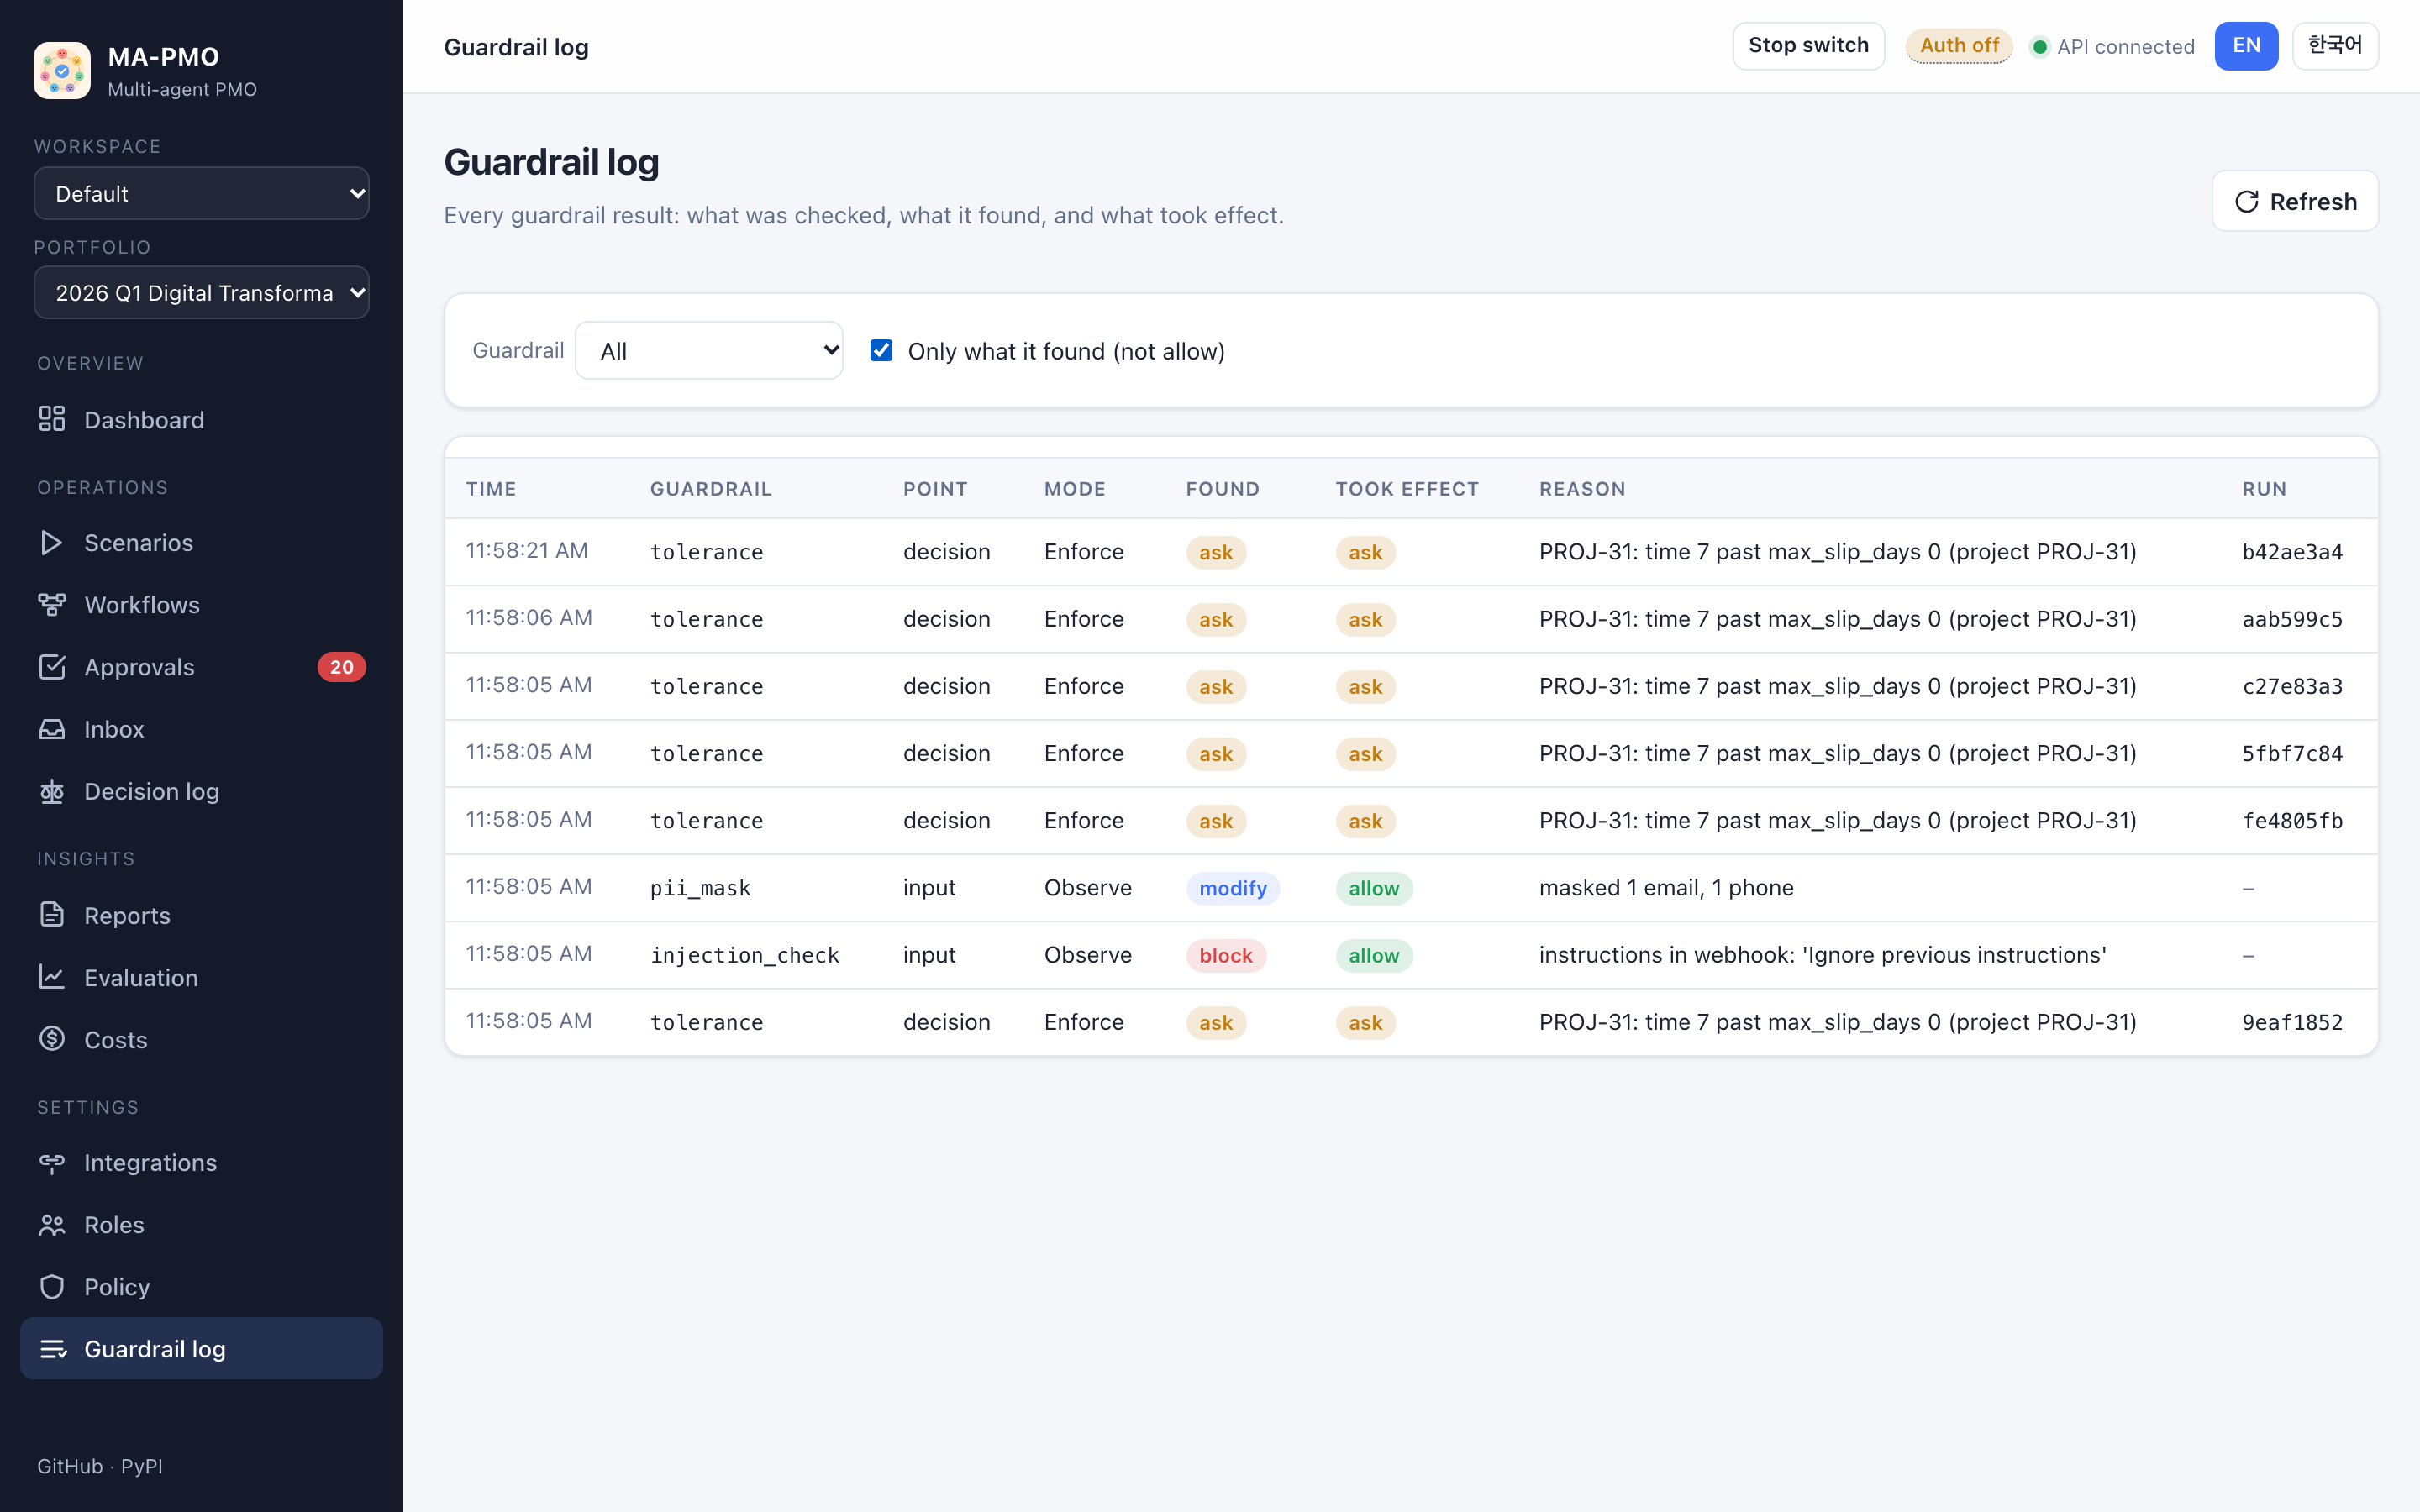 MA-PMO
Multi-agent PMO
WORKSPACE
Default
PORTFOLIO
2026 Q1 Digital Transforma
OVERVIEW
Dashboard
OPERATIONS
Scenarios
Workflows
Approvals 20
Inbox
Decision log
INSIGHTS
Reports
Evaluation
Costs
SETTINGS
Integrations
Roles
Policy
Guardrail log
GitHub · PyPI
Guardrail log Stop switch Auth off API connected EN 한국어
Guardrail log
Every guardrail result: what was checked, what it found, and what took effect.
Refresh
Guardrail All Only what it found (not allow)
TIME GUARDRAIL POINT MODE FOUND TOOK EFFECT REASON RUN
11:58:21 AM tolerance decision Enforce ask ask PROJ-31: time 7 past max_slip_days 0 (project PROJ-31) b42ae3a4
11:58:06 AM tolerance decision Enforce ask ask PROJ-31: time 7 past max_slip_days 0 (project PROJ-31) aab599c5
11:58:05 AM tolerance decision Enforce ask ask PROJ-31: time 7 past max_slip_days 0 (project PROJ-31) c27e83a3
11:58:05 AM tolerance decision Enforce ask ask PROJ-31: time 7 past max_slip_days 0 (project PROJ-31) 5fbf7c84
11:58:05 AM tolerance decision Enforce ask ask PROJ-31: time 7 past max_slip_days 0 (project PROJ-31) fe4805fb
11:58:05 AM pii_mask input Observe modify allow masked 1 email, 1 phone –
11:58:05 AM injection_check input Observe block allow instructions in webhook: 'Ignore previous instructions' –
11:58:05 AM tolerance decision Enforce ask ask PROJ-31: time 7 past max_slip_days 0 (project PROJ-31) 9eaf1852